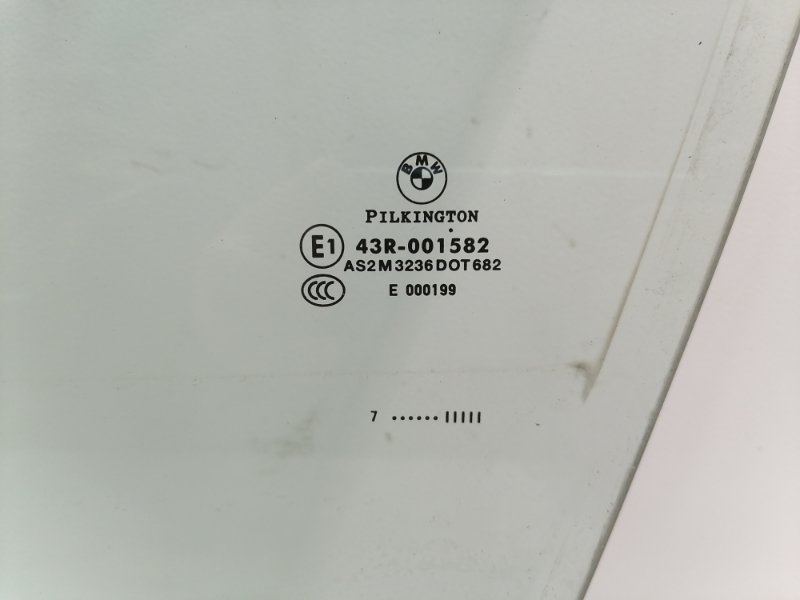 BMW
PILKINGTON
E1 43R-001582
AS2 M3236 DOT 682
CCC E 000199
7 ...... IIIII